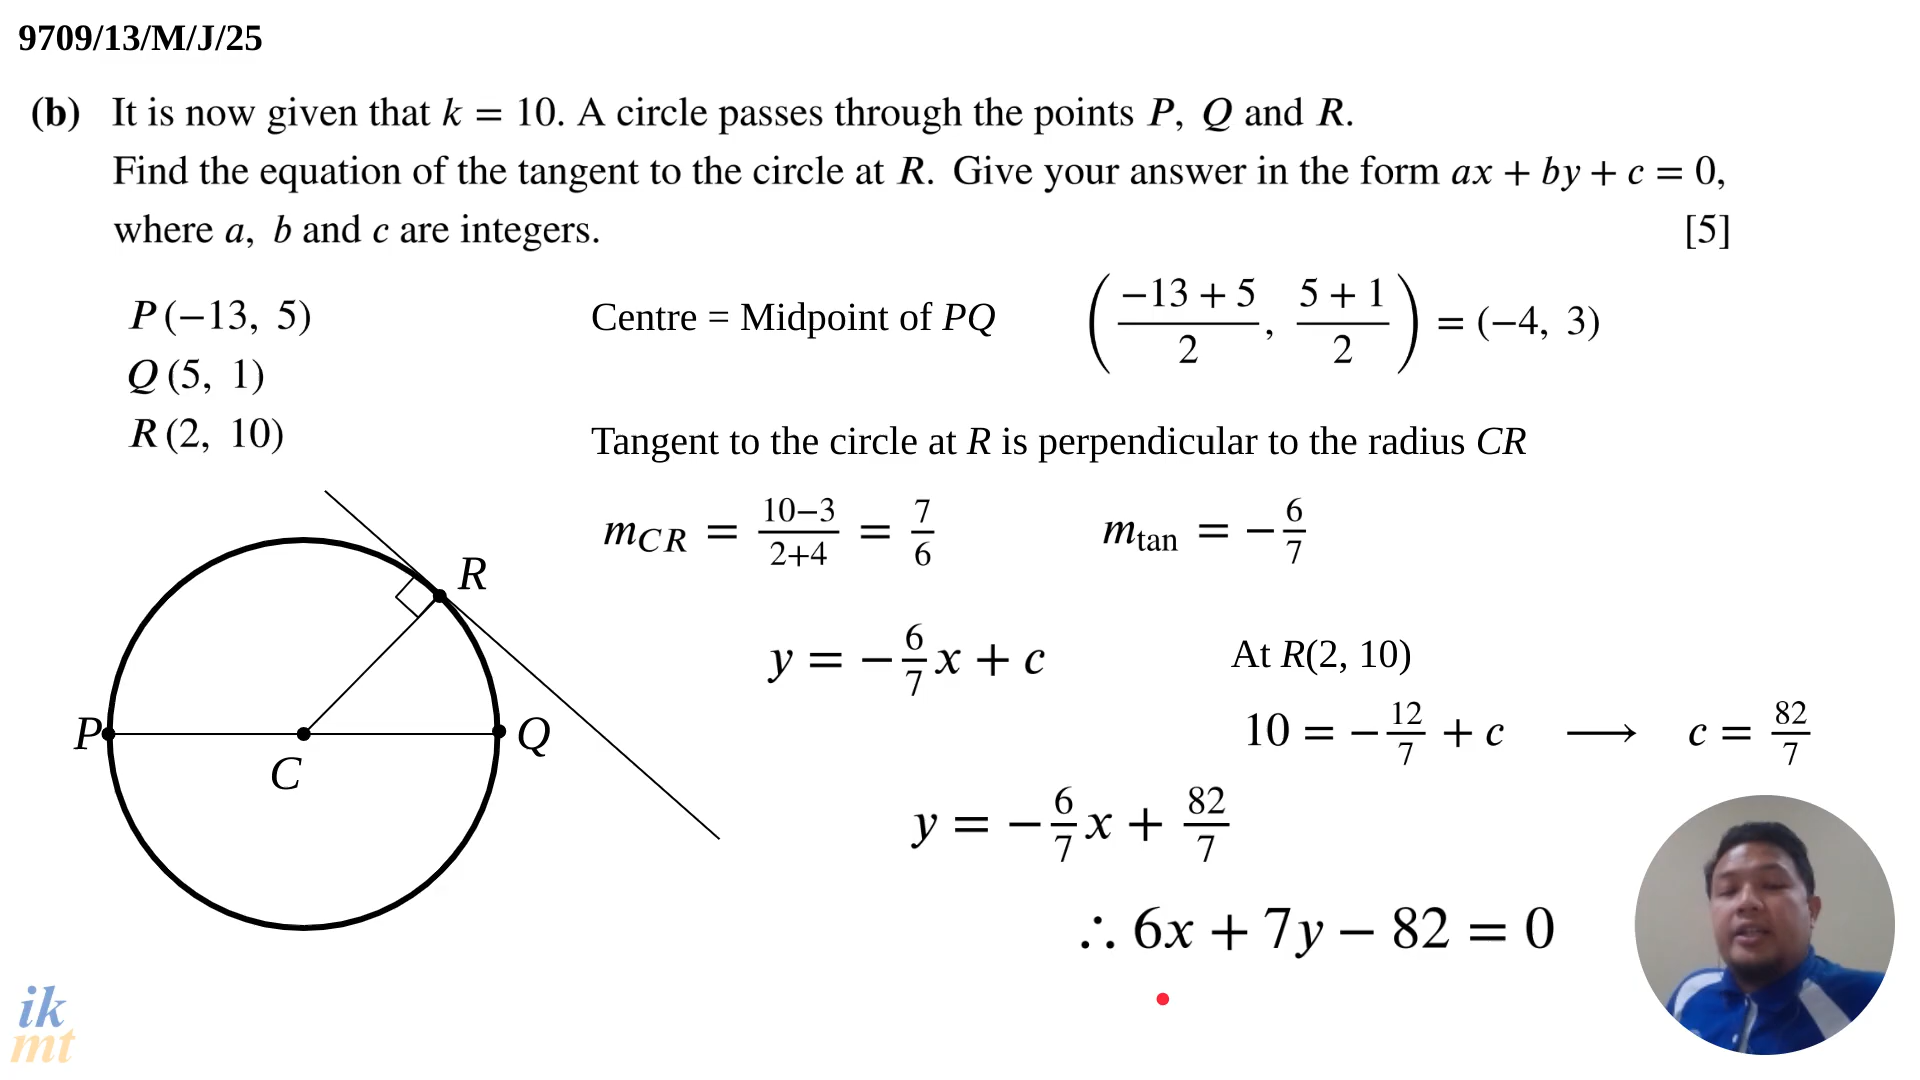 9709/13/M/J/25
(b) It is now given that k = 10. A circle passes through the points P, Q and R.
Find the equation of the tangent to the circle at R. Give your answer in the form ax + by + c = 0,
where a, b and c are integers. [5]
P(−13, 5)
Q(5, 1)
R(2, 10)
Centre = Midpoint of PQ
((−13 + 5)/2, (5 + 1)/2) = (−4, 3)
Tangent to the circle at R is perpendicular to the radius CR
m_CR = (10−3)/(2+4) = 7/6
m_tan = −6/7
y = −6/7 x + c
At R(2, 10)
10 = −12/7 + c ⟶ c = 82/7
y = −6/7 x + 82/7
∴ 6x + 7y − 82 = 0
R
P
C
Q
ik
mt